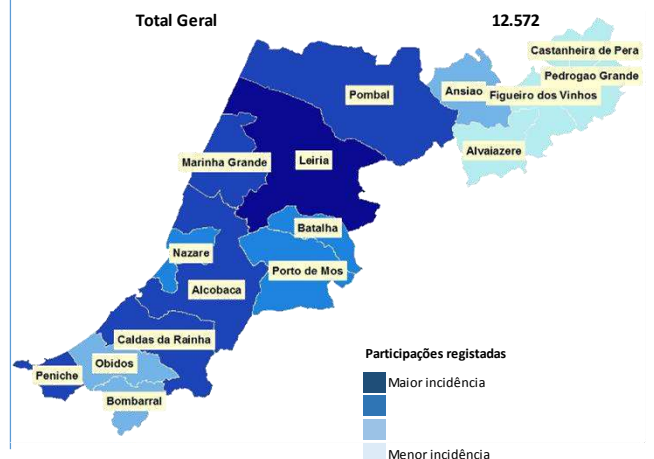 Total Geral 12.572
Castanheira de Pera
Pedrogao Grande
Ansiao
Figueiro dos Vinhos
Pombal
Alvaiazere
Leiria
Marinha Grande
Batalha
Nazare
Porto de Mos
Alcobaca
Caldas da Rainha
Obidos
Peniche
Bombarral
Participações registadas
Maior incidência
Menor incidência